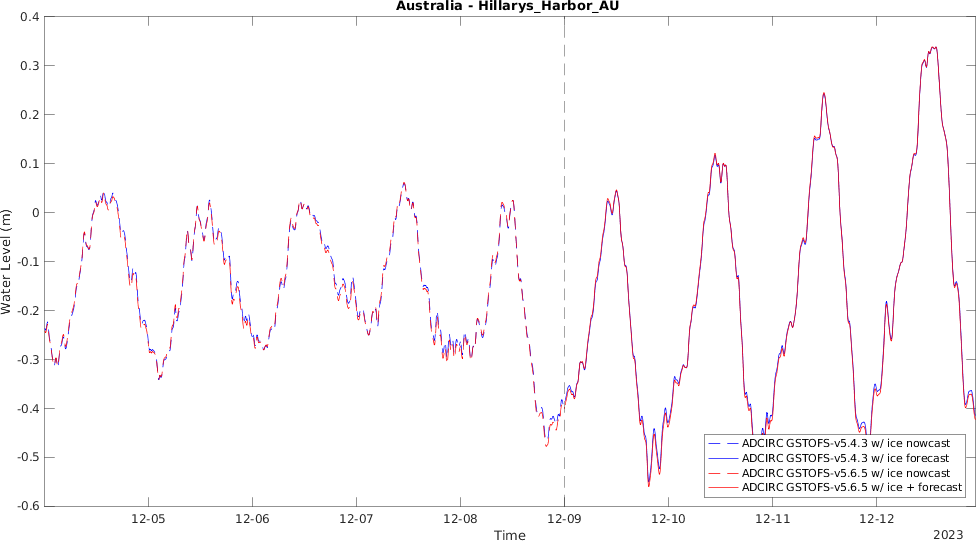 Australia - Hillarys_Harbor_AU
0.4
0.3
0.2
0.1
0
-0.1
-0.2
-0.3
-0.4
-0.5
-0.6
Water Level (m)
ADCIRC GSTOFS-v5.4.3 w/ ice nowcast
ADCIRC GSTOFS-v5.4.3 w/ ice forecast
ADCIRC GSTOFS-v5.6.5 w/ ice nowcast
ADCIRC GSTOFS-v5.6.5 w/ ice + forecast
12-05 12-06 12-07 12-08 12-09 12-10 12-11 12-12
Time
2023